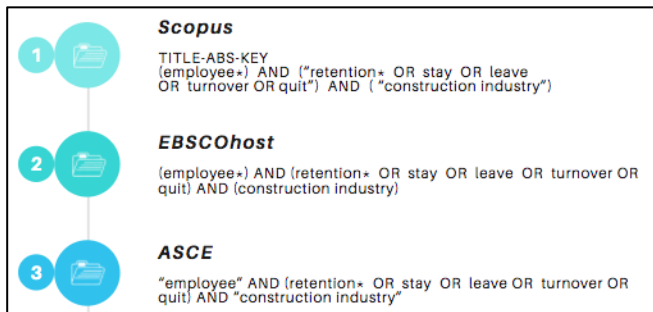 Scopus
1
TITLE-ABS-KEY
(employee*) AND (“retention* OR stay OR leave
OR turnover OR quit”) AND ( “construction industry”)
EBSCOhost
2
(employee*) AND (retention* OR stay OR leave OR turnover OR
quit) AND (construction industry)
ASCE
3
“employee” AND (retention* OR stay OR leave OR turnover OR
quit) AND “construction industry”